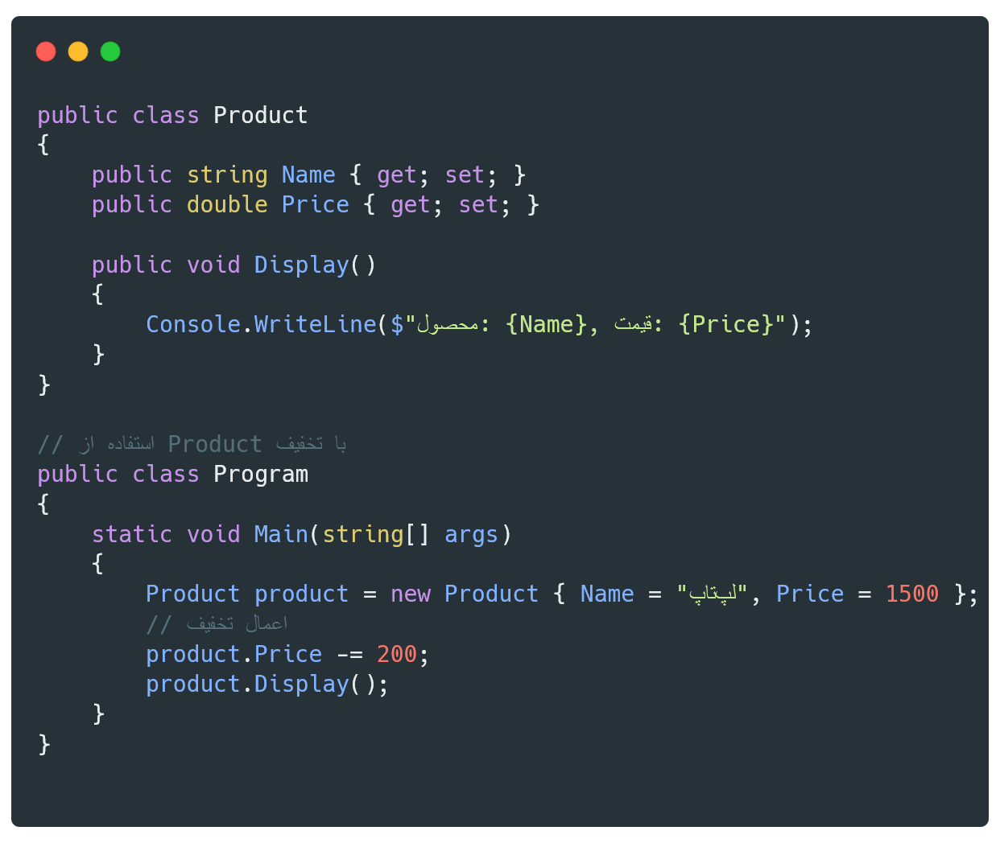 public class Product
{
    public string Name { get; set; }
    public double Price { get; set; }

    public void Display()
    {
        Console.WriteLine($"محصول: {Name}, قیمت: {Price}");
    }
}

// استفاده از Product با تخفیف
public class Program
{
    static void Main(string[] args)
    {
        Product product = new Product { Name = "لپ‌تاپ", Price = 1500 };
        // اعمال تخفیف
        product.Price -= 200;
        product.Display();
    }
}